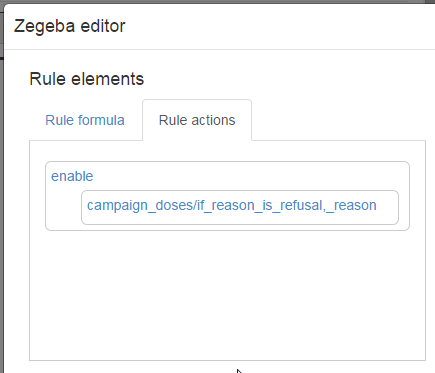 Zegeba editor
Rule elements
Rule formula
Rule actions
enable
campaign_doses/if_reason_is_refusal,_reason